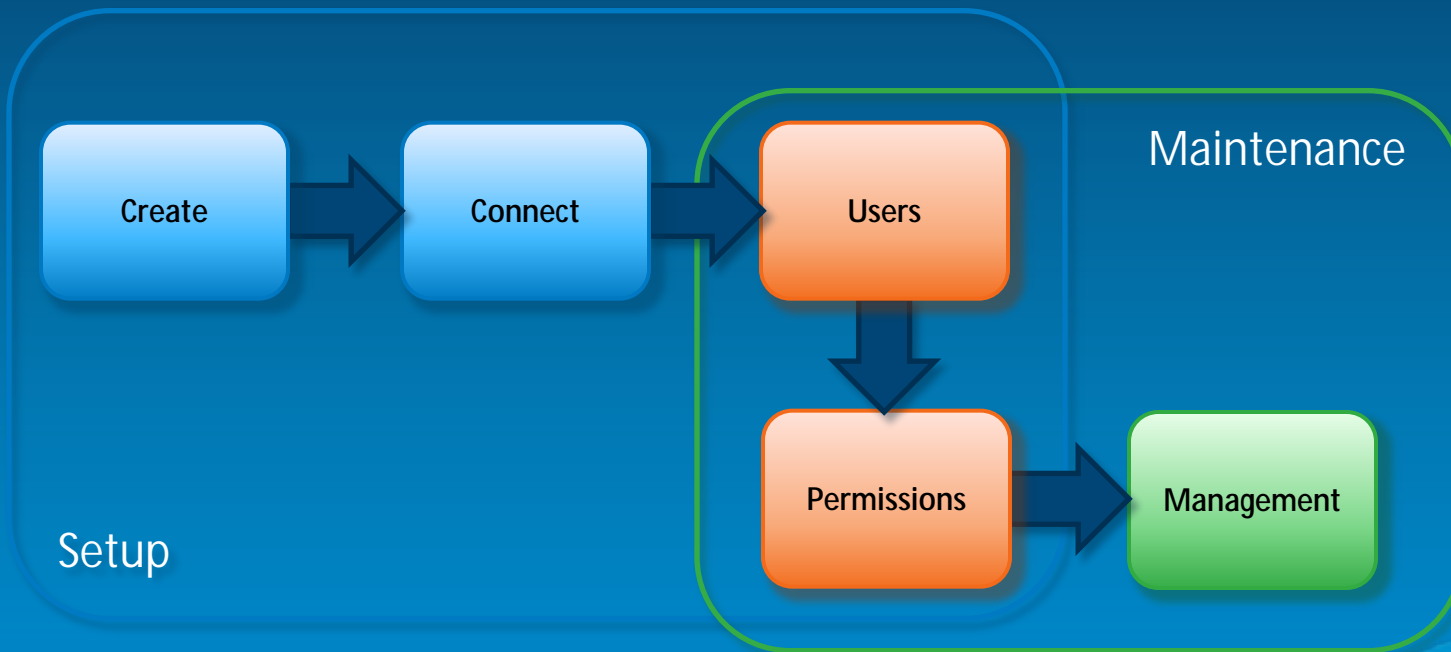 Maintenance
Create
Connect
Users
Permissions
Management
Setup